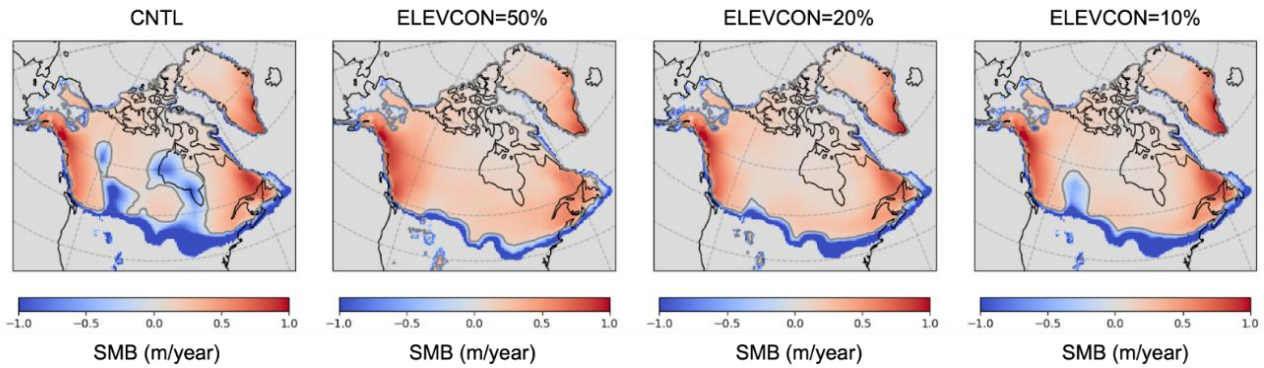 CNTL ELEVCON=50% ELEVCON=20% ELEVCON=10%
−1.0 −0.5 0.0 0.5 1.0 −1.0 −0.5 0.0 0.5 1.0 −1.0 −0.5 0.0 0.5 1.0 −1.0 −0.5 0.0 0.5 1.0
SMB (m/year) SMB (m/year) SMB (m/year) SMB (m/year)